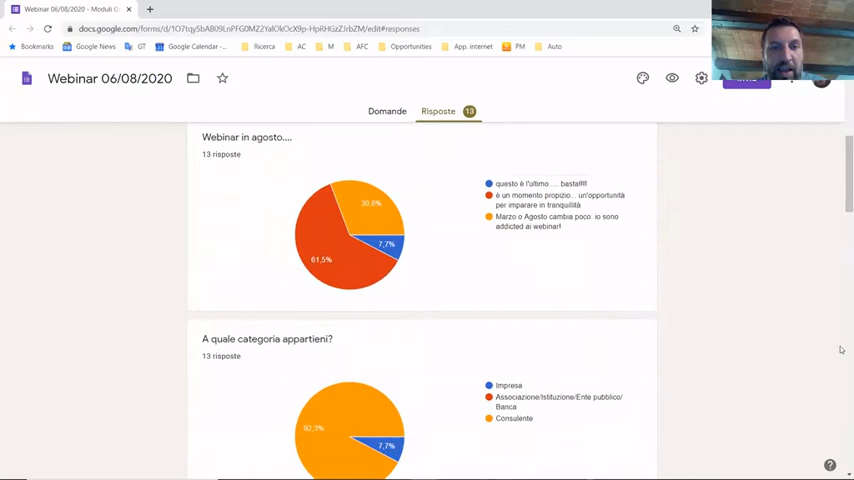 Webinar 06/08/2020 - Moduli G
docs.google.com/forms/d/1O7tqySbAB09LnPFG0MZ2YalOkOcX9p-HpRHGzZJrbZM/edit#responses
Bookmarks Google News GT Google Calendar -... Ricerca AC M AFC Opportunities App. internet PM Auto
Webinar 06/08/2020
Domande Risposte 13
Webinar in agosto....
13 risposte
questo è l'ultimo..... basta!!!!!
è un momento propizio... un'opportunità
per imparare in tranquillità
Marzo o Agosto cambia poco io sono
addicted ai webinar!
7,7%
61,5%
A quale categoria appartieni?
13 risposte
Impresa
Associazione/Istituzione/Ente pubblico/
Banca
Consulente
92,3%
7,7%